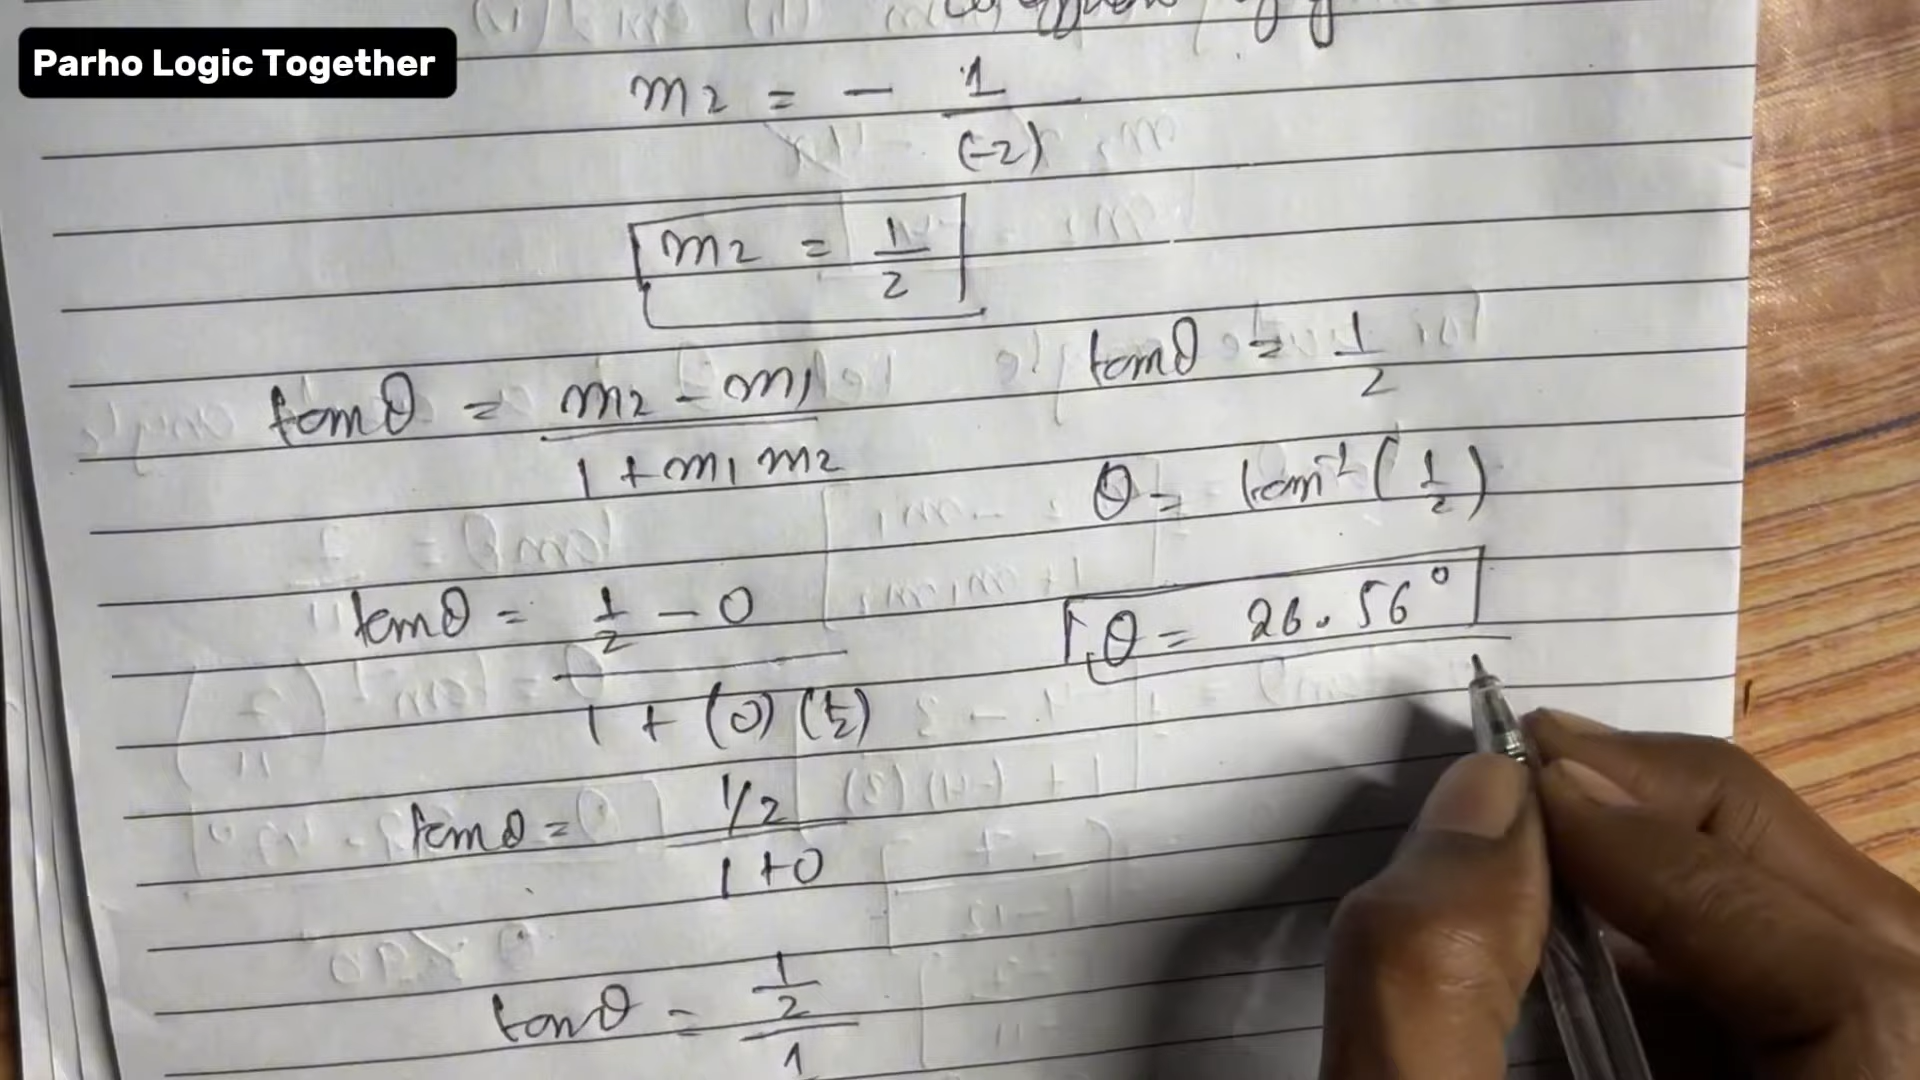 Parho Logic Together
m2 = - 1/(-2)
m2 = 1/2
tanθ = m2 - m1 / 1 + m1 m2
tanθ = 1/2 - 0 / 1 + (0)(1/2)
tanθ = 1/2 / 1+0
tanθ = 1/2 / 1
tanθ = 1/2
θ = tan⁻¹(1/2)
θ = 26.56°